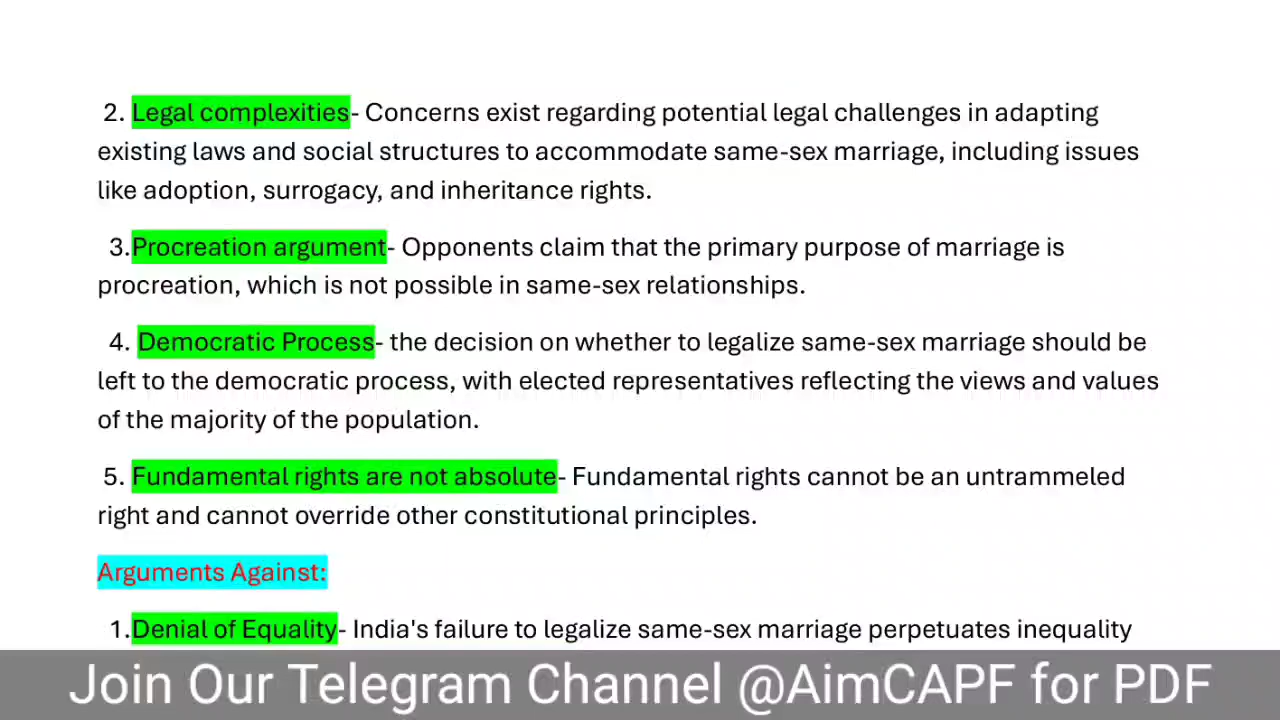 2. Legal complexities- Concerns exist regarding potential legal challenges in adapting
existing laws and social structures to accommodate same-sex marriage, including issues
like adoption, surrogacy, and inheritance rights.
3.Procreation argument- Opponents claim that the primary purpose of marriage is
procreation, which is not possible in same-sex relationships.
4. Democratic Process- the decision on whether to legalize same-sex marriage should be
left to the democratic process, with elected representatives reflecting the views and values
of the majority of the population.
5. Fundamental rights are not absolute- Fundamental rights cannot be an untrammeled
right and cannot override other constitutional principles.
Arguments Against:
1.Denial of Equality- India's failure to legalize same-sex marriage perpetuates inequality
Join Our Telegram Channel @AimCAPF for PDF